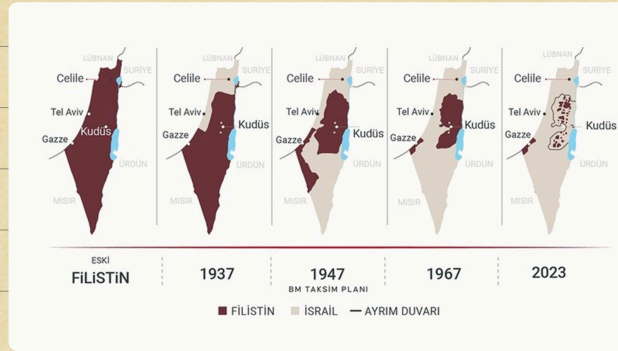 LÜBNAN
SURİYE
Celile
Tel Aviv
Kudüs
Gazze
ÜRDÜN
MISIR
LÜBNAN
SURİYE
Celile
Tel Aviv
Kudüs
Gazze
ÜRDÜN
MISIR
LÜBNAN
SURİYE
Celile
Tel Aviv
Kudüs
Gazze
ÜRDÜN
MISIR
LÜBNAN
SURİYE
Celile
Tel Aviv
Kudüs
Gazze
ÜRDÜN
MISIR
LÜBNAN
SURİYE
Celile
Tel Aviv
Kudüs
Gazze
ÜRDÜN
MISIR
ESKİ
FİLİSTİN
1937
1947
BM TAKSİM PLANI
1967
2023
FİLİSTİN İSRAİL AYRIM DUVARI